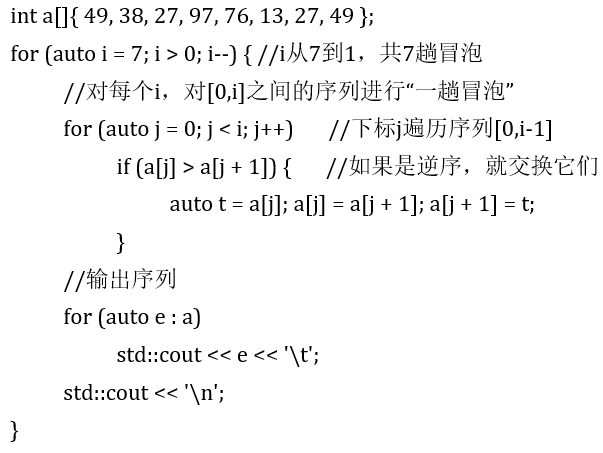 int a[]{ 49, 38, 27, 97, 76, 13, 27, 49 };
for (auto i = 7; i > 0; i--) { //i从7到1，共7趟冒泡
//对每个i，对[0,i]之间的序列进行“一趟冒泡”
for (auto j = 0; j < i; j++) //下标j遍历序列[0,i-1]
if (a[j] > a[j + 1]) { //如果是逆序，就交换它们
auto t = a[j]; a[j] = a[j + 1]; a[j + 1] = t;
}
//输出序列
for (auto e : a)
std::cout << e << '\t';
std::cout << '\n';
}